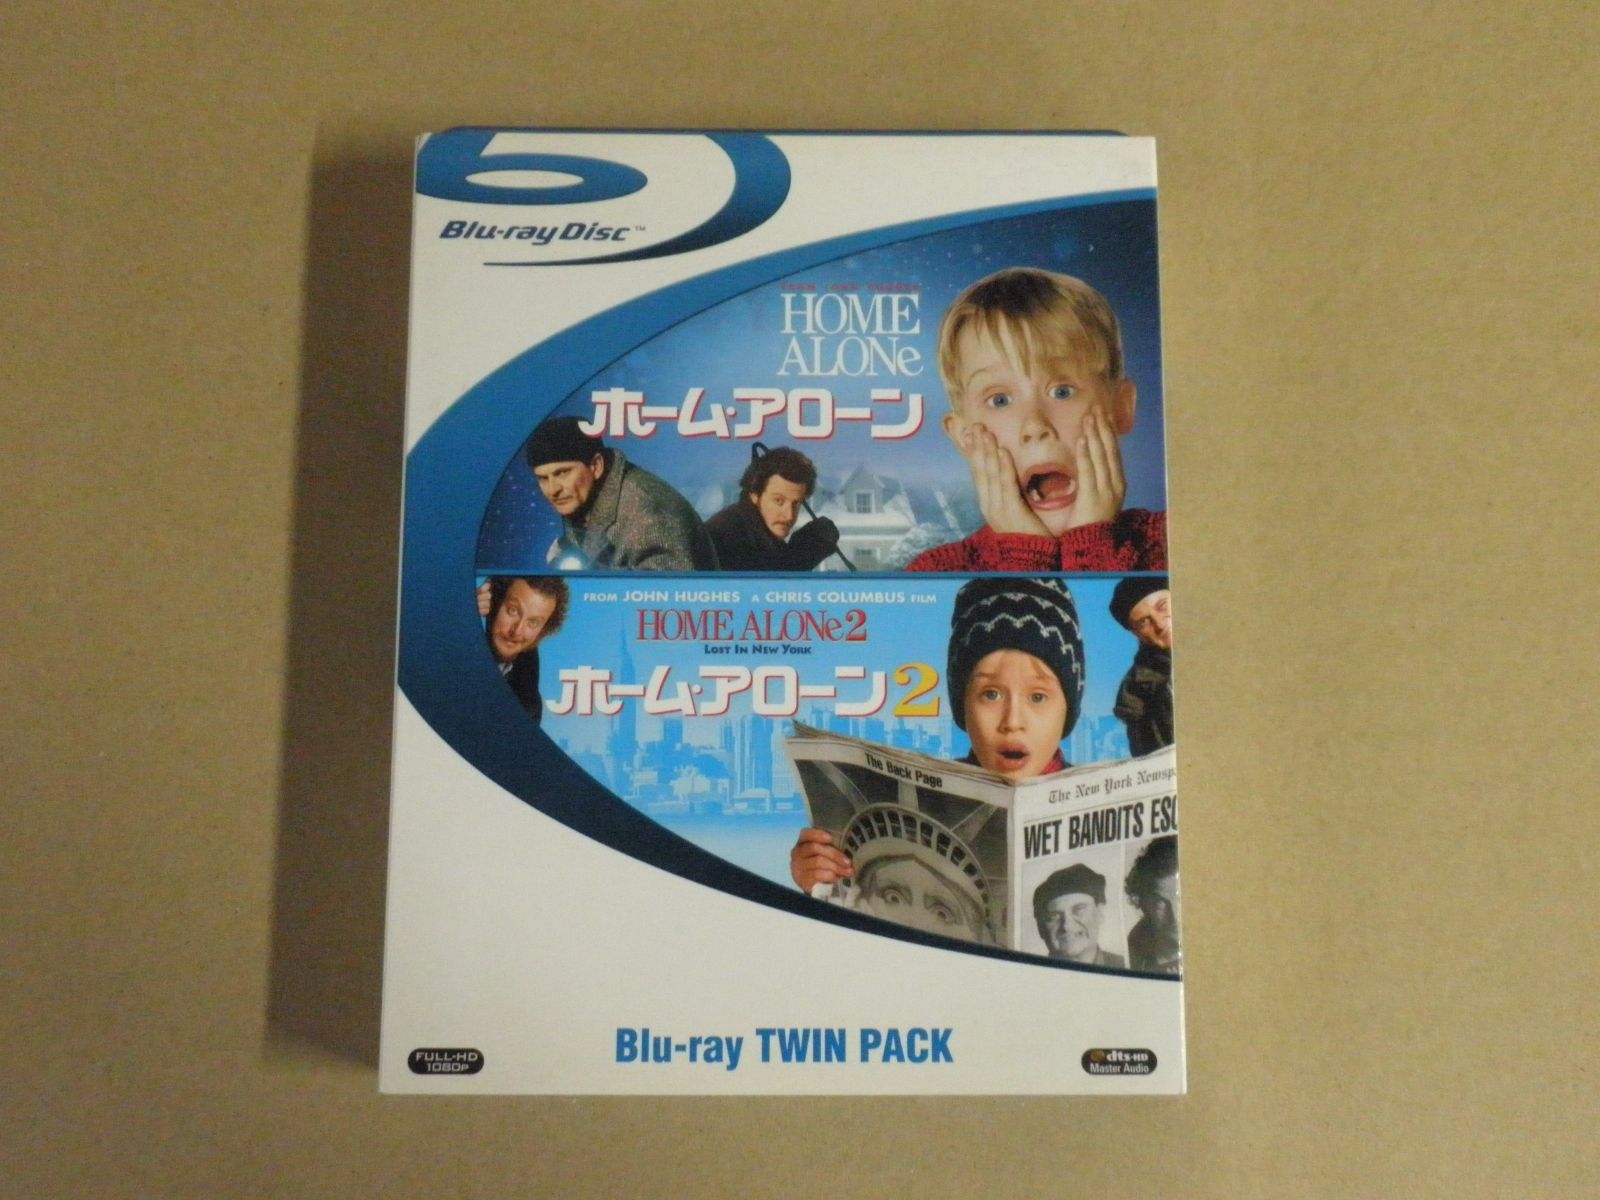 Blu-ray Disc™
HOME
ALONe
ホーム・アローン
FROM JOHN HUGHES A CHRIS COLUMBUS FILM
HOME ALONe 2
LOST IN NEW YORK
ホーム・アローン2
The Back Page
The New York Newsp
WET BANDITS ESC
Blu-ray TWIN PACK
FULL-HD
1080P
dts-HD
Master Audio